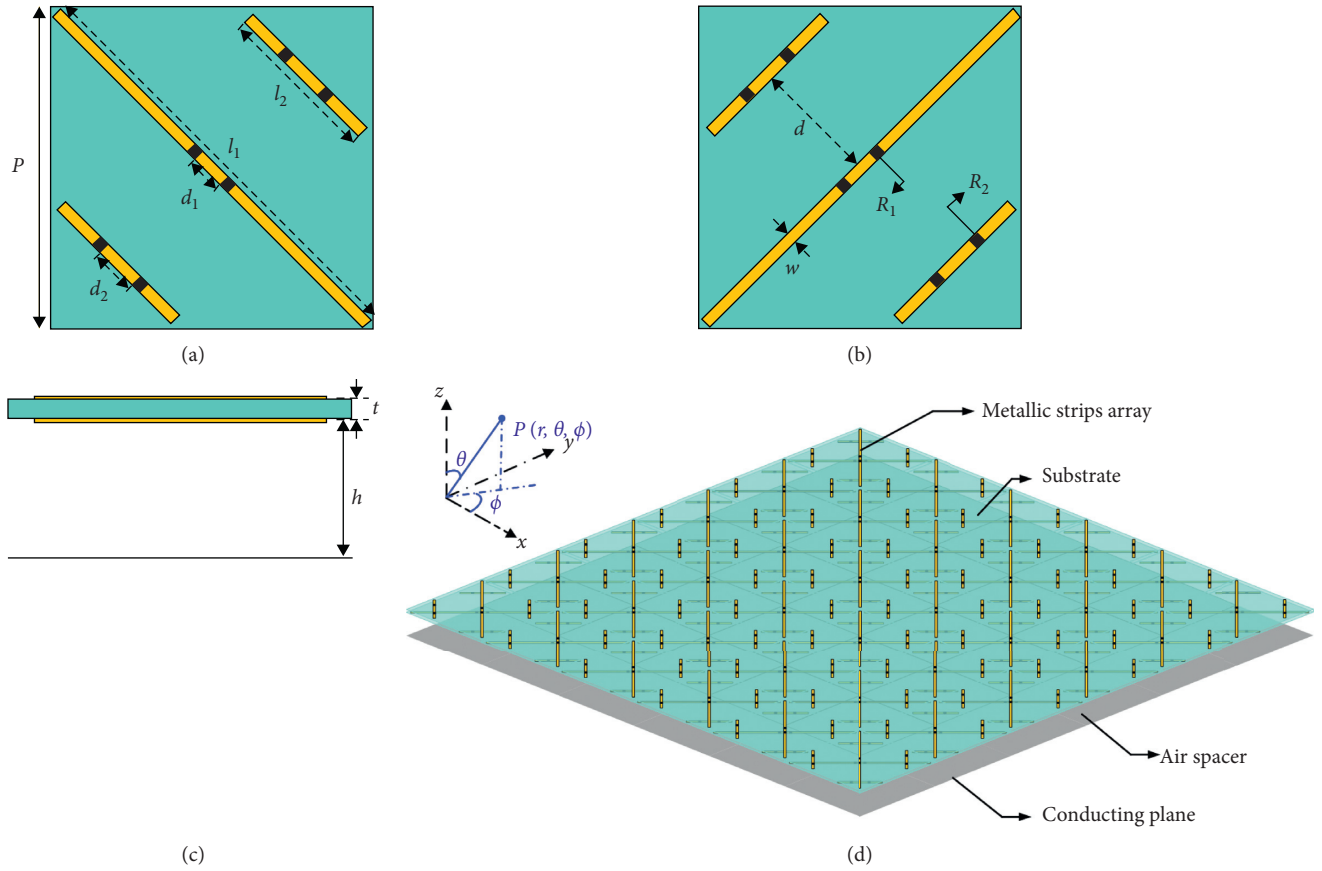 P
l₁
l₂
d₁
d₂
(a)
d
w
R₁
R₂
(b)
t
h
(c)
z
P (r, θ, ϕ)
y
θ
ϕ
x
Metallic strips array
Substrate
Air spacer
Conducting plane
(d)